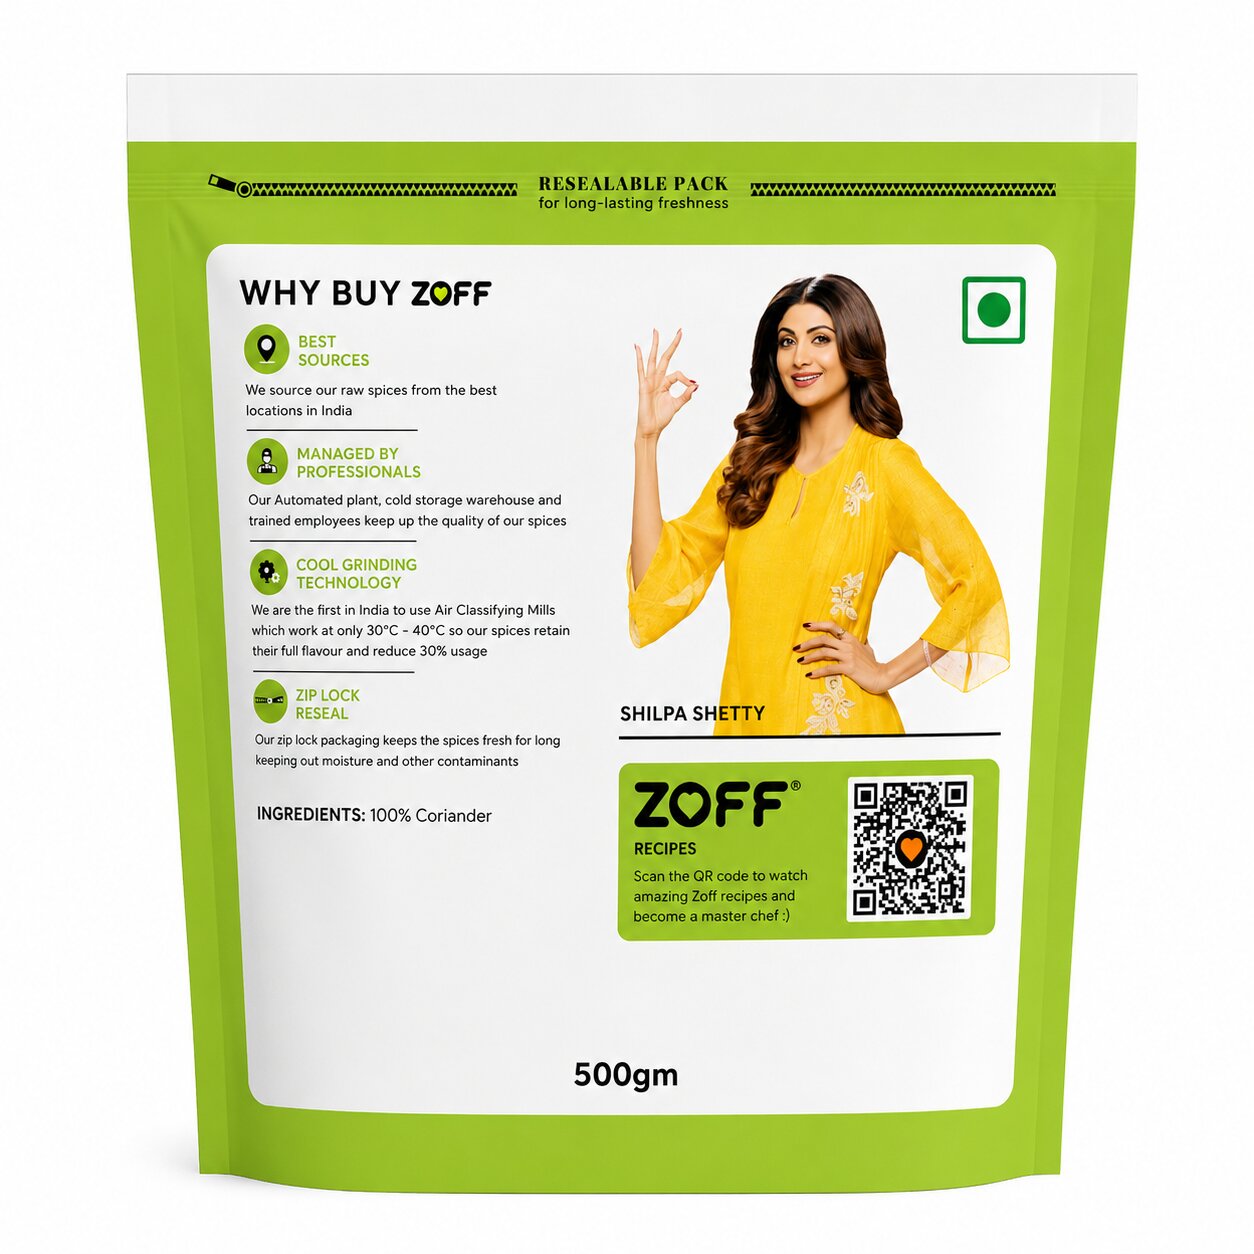 RESEALABLE PACK
for long-lasting freshness
WHY BUY ZOFF
BEST
SOURCES
We source our raw spices from the best
locations in India
MANAGED BY
PROFESSIONALS
Our Automated plant, cold storage warehouse and
trained employees keep up the quality of our spices
COOL GRINDING
TECHNOLOGY
We are the first in India to use Air Classifying Mills
which work at only 30°C - 40°C so our spices retain
their full flavour and reduce 30% usage
ZIP LOCK
RESEAL
Our zip lock packaging keeps the spices fresh for long
keeping out moisture and other contaminants
INGREDIENTS: 100% Coriander
SHILPA SHETTY
ZOFF®
RECIPES
Scan the QR code to watch
amazing Zoff recipes and
become a master chef :)
500gm